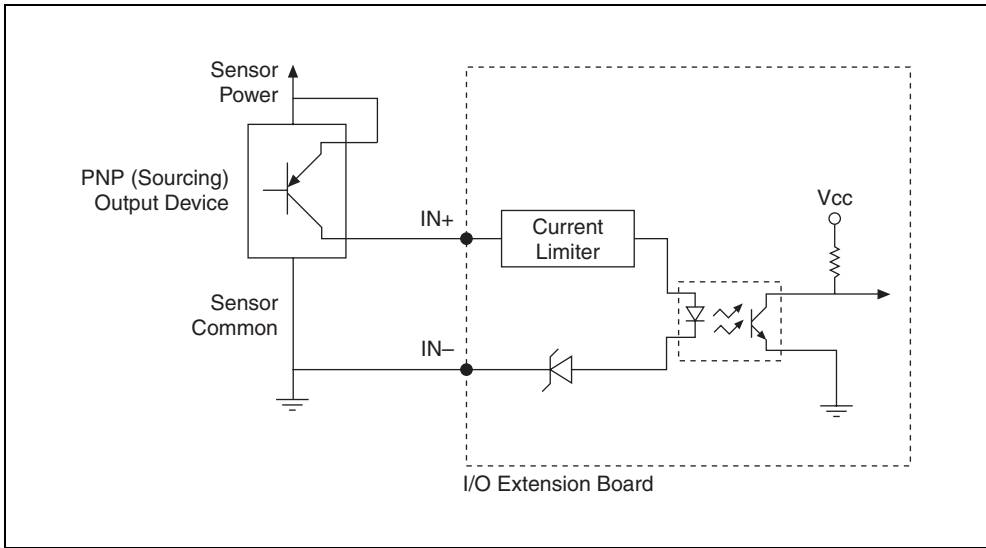 Sensor
Power
PNP (Sourcing)
Output Device
IN+
Current
Limiter
Vcc
Sensor
Common
IN–
I/O Extension Board